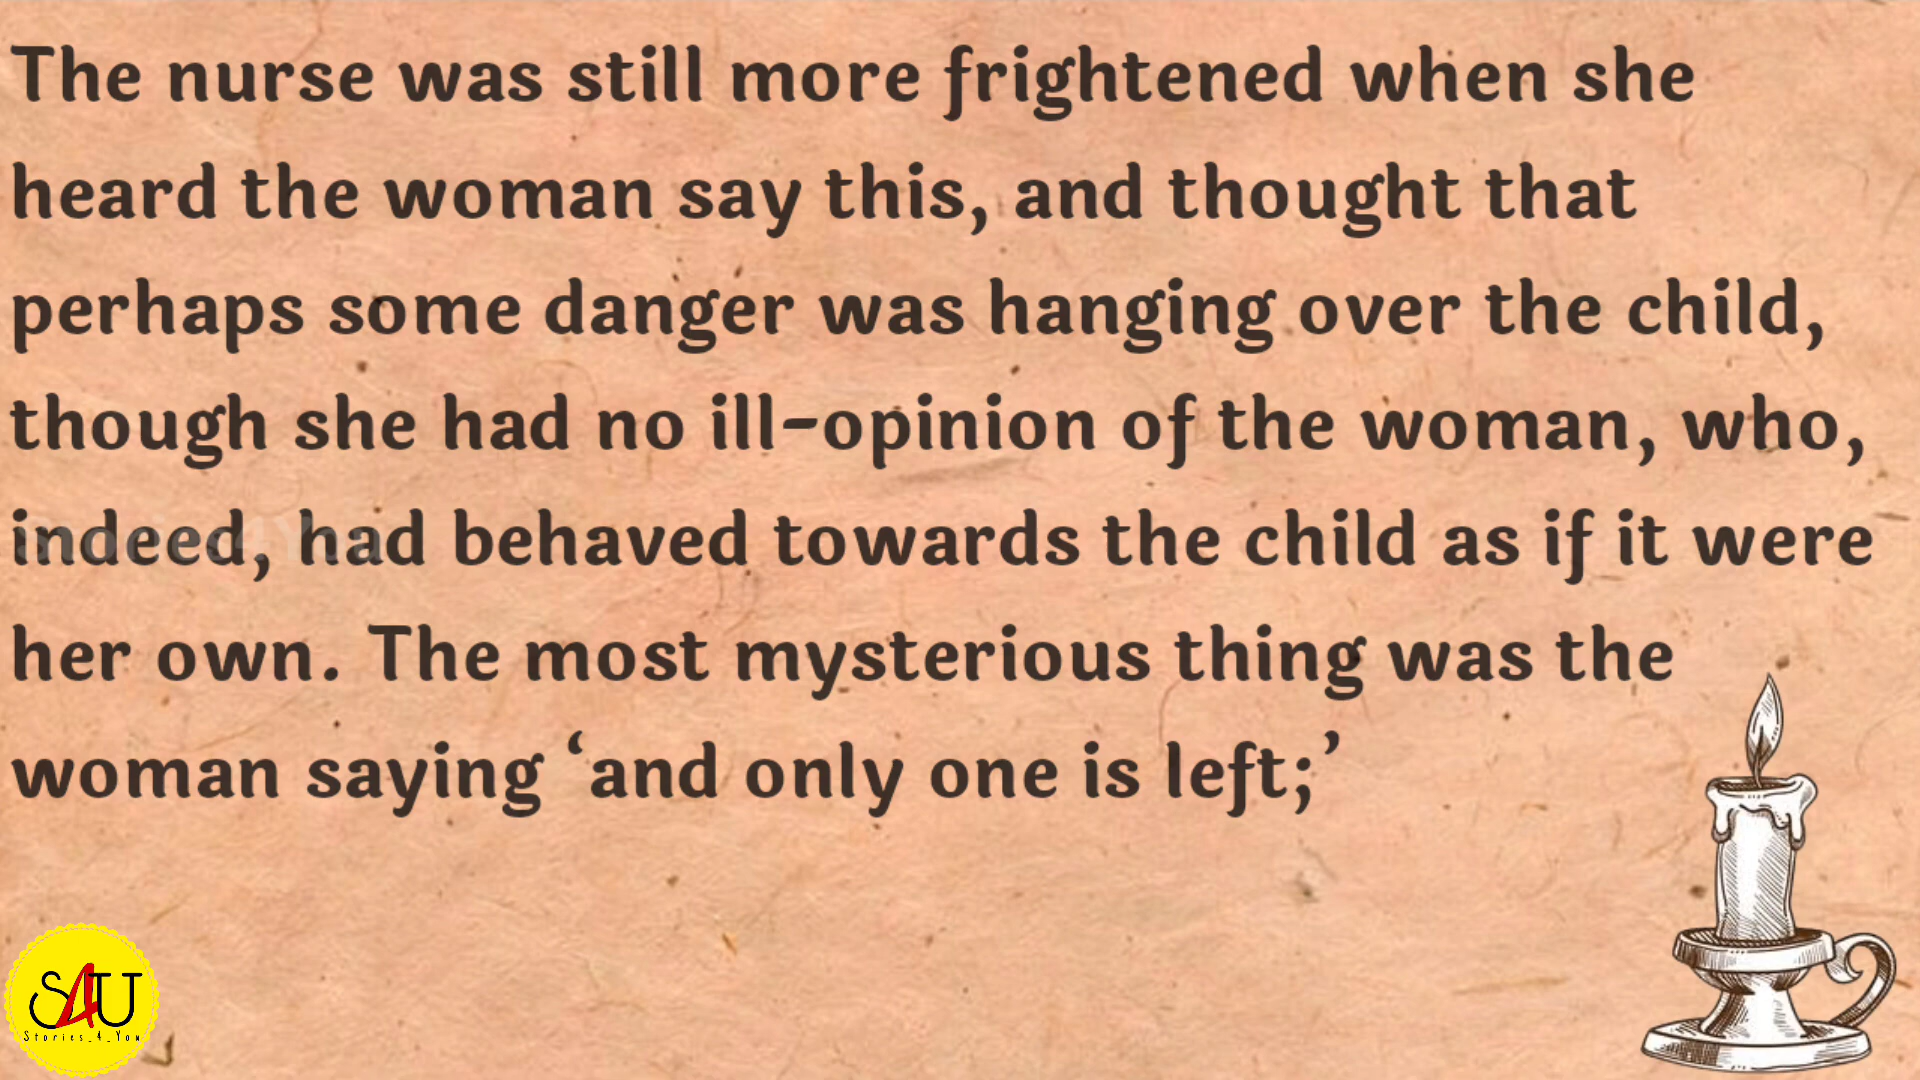 The nurse was still more frightened when she
heard the woman say this, and thought that
perhaps some danger was hanging over the child,
though she had no ill-opinion of the woman, who,
indeed, had behaved towards the child as if it were
her own. The most mysterious thing was the
woman saying ‘and only one is left;’
S4U
Stories_4_You